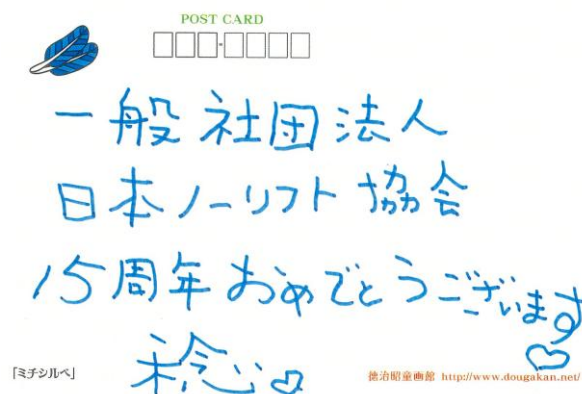 POST CARD
一般社団法人
日本ノーリフト協会
15周年おめでとうございます♡
「ミチシルベ」
徳治昭童画館 http://www.dougakan.net/